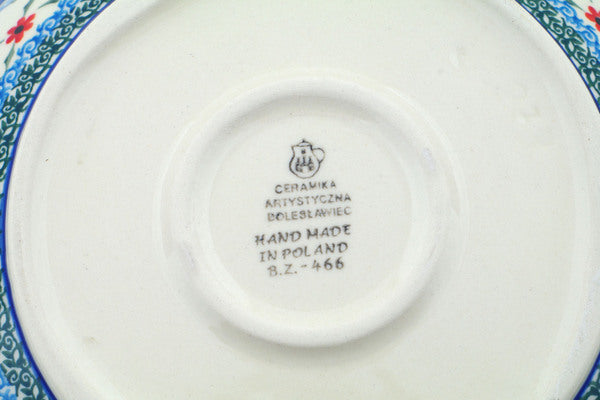 CERAMIKA
ARTYSTYCZNA
BOLESŁAWIEC
HAND MADE
IN POLAND
B.Z.-466